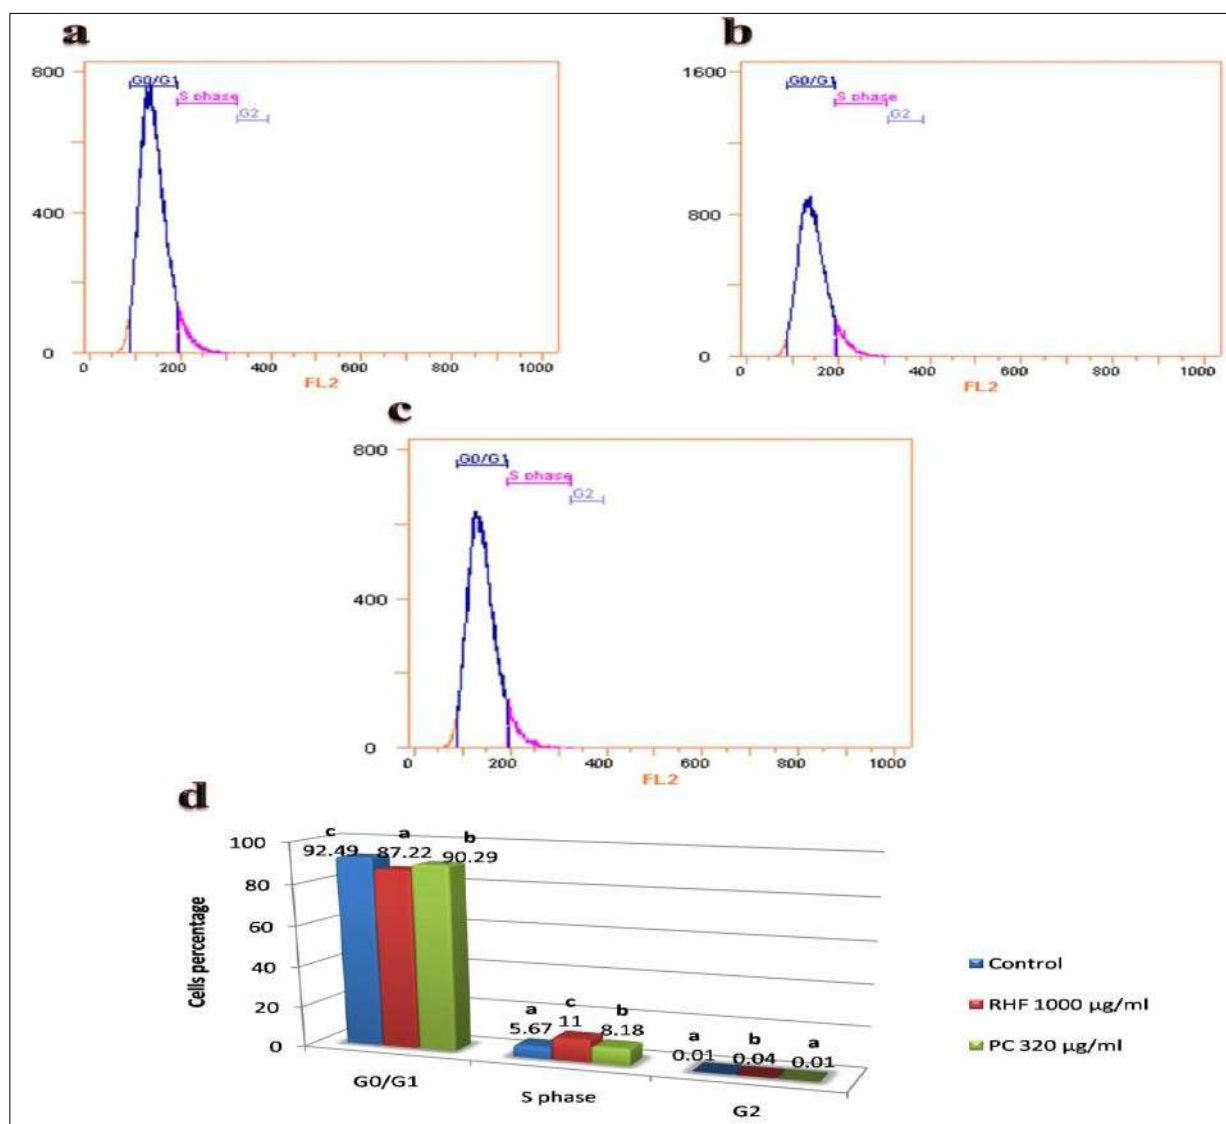 a
800
400
0
G0/G1
S phase
G2
0 200 400 600 800 1000
FL2
b
1600
800
0
G0/G1
S phase
G2
0 200 400 600 800 1000
FL2
c
800
400
0
G0/G1
S phase
G2
0 200 400 600 800 1000
FL2
d
Cells percentage
100
80
60
40
20
0
c a b
92.49 87.22 90.29
a c b
5.67 11 8.18
a b a
0.01 0.04 0.01
G0/G1
S phase
G2
Control
RHF 1000 µg/ml
PC 320 µg/ml